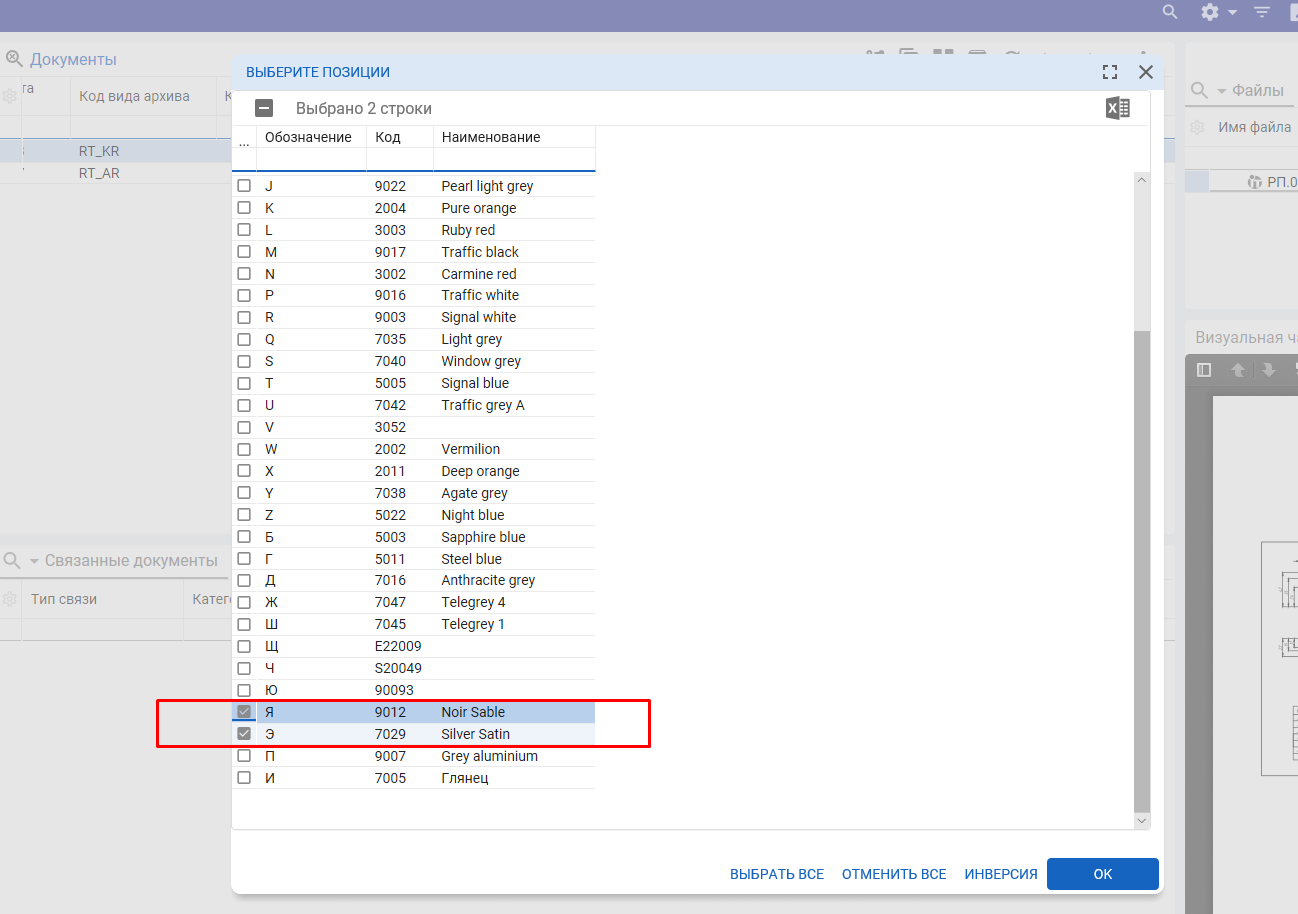 Документы
та
Код вида архива
RT_KR
RT_AR
Связанные документы
Тип связи
Катег
ВЫБЕРИТЕ ПОЗИЦИИ
Выбрано 2 строки
... Обозначение Код Наименование
J 9022 Pearl light grey
K 2004 Pure orange
L 3003 Ruby red
M 9017 Traffic black
N 3002 Carmine red
P 9016 Traffic white
R 9003 Signal white
Q 7035 Light grey
S 7040 Window grey
T 5005 Signal blue
U 7042 Traffic grey A
V 3052
W 2002 Vermilion
X 2011 Deep orange
Y 7038 Agate grey
Z 5022 Night blue
Б 5003 Sapphire blue
Г 5011 Steel blue
Д 7016 Anthracite grey
Ж 7047 Telegrey 4
Ш 7045 Telegrey 1
Щ E22009
Ч S20049
Ю 90093
Я 9012 Noir Sable
Э 7029 Silver Satin
П 9007 Grey aluminium
И 7005 Глянец
ВЫБРАТЬ ВСЕ ОТМЕНИТЬ ВСЕ ИНВЕРСИЯ OK
Файлы
Имя файла
РП.0
Визуальная ча